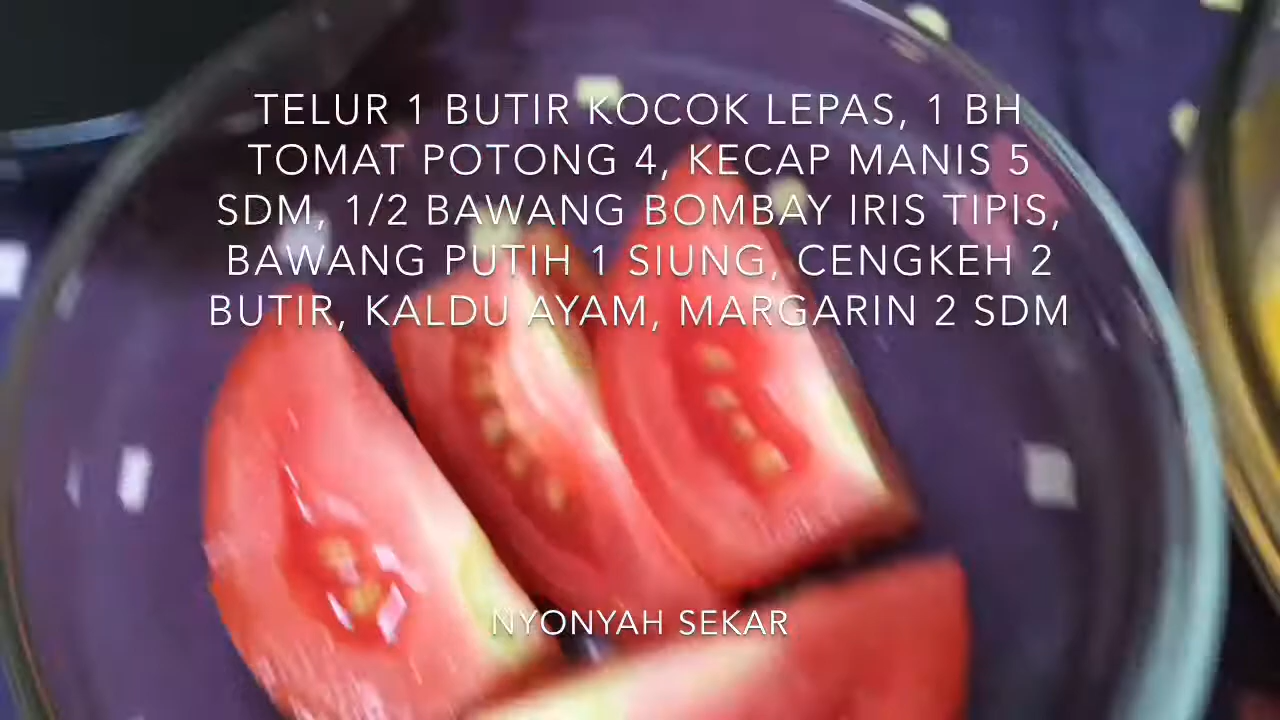 TELUR 1 BUTIR KOCOK LEPAS, 1 BH
TOMAT POTONG 4, KECAP MANIS 5
SDM, 1/2 BAWANG BOMBAY IRIS TIPIS,
BAWANG PUTIH 1 SIUNG, CENGKEH 2
BUTIR, KALDU AYAM, MARGARIN 2 SDM
NYONYAH SEKAR